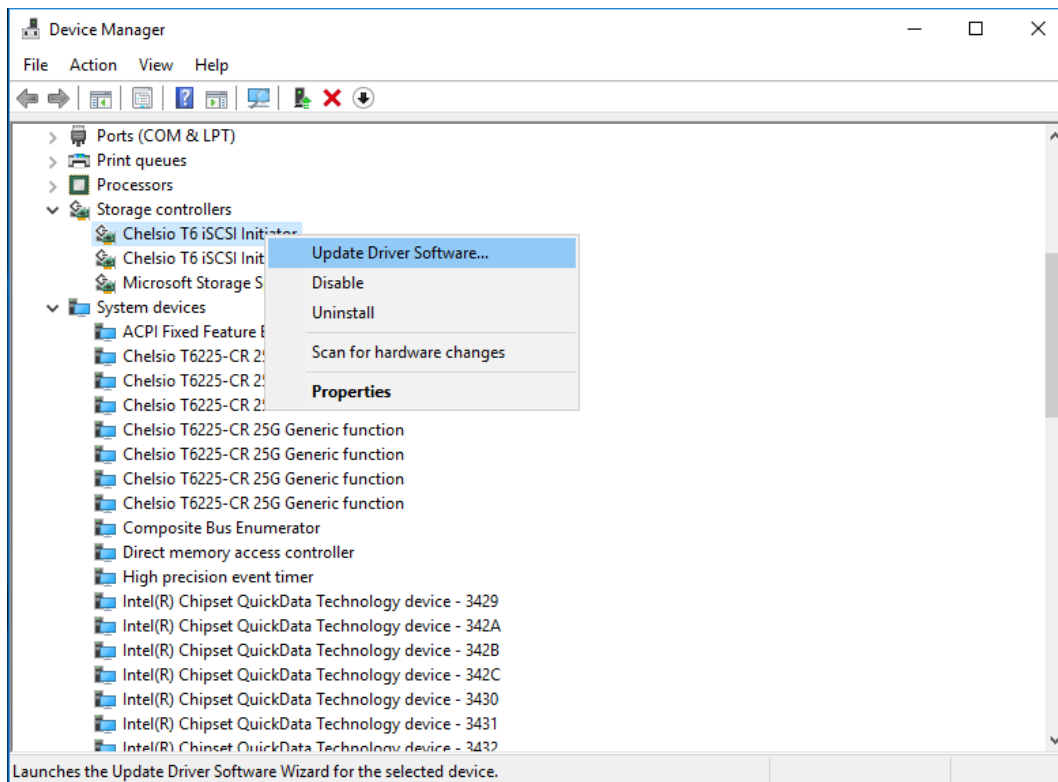 Device Manager
File Action View Help
Ports (COM & LPT)
Print queues
Processors
Storage controllers
Chelsio T6 iSCSI Initiator
Chelsio T6 iSCSI Init
Microsoft Storage S
System devices
ACPI Fixed Feature
Chelsio T6225-CR
Chelsio T6225-CR
Chelsio T6225-CR
Chelsio T6225-CR 25G Generic function
Chelsio T6225-CR 25G Generic function
Chelsio T6225-CR 25G Generic function
Chelsio T6225-CR 25G Generic function
Composite Bus Enumerator
Direct memory access controller
High precision event timer
Intel(R) Chipset QuickData Technology device - 3429
Intel(R) Chipset QuickData Technology device - 342A
Intel(R) Chipset QuickData Technology device - 342B
Intel(R) Chipset QuickData Technology device - 342C
Intel(R) Chipset QuickData Technology device - 3430
Intel(R) Chipset QuickData Technology device - 3431
Intel(R) Chipset QuickData Technology device - 3432
Update Driver Software...
Disable
Uninstall
Scan for hardware changes
Properties
Launches the Update Driver Software Wizard for the selected device.